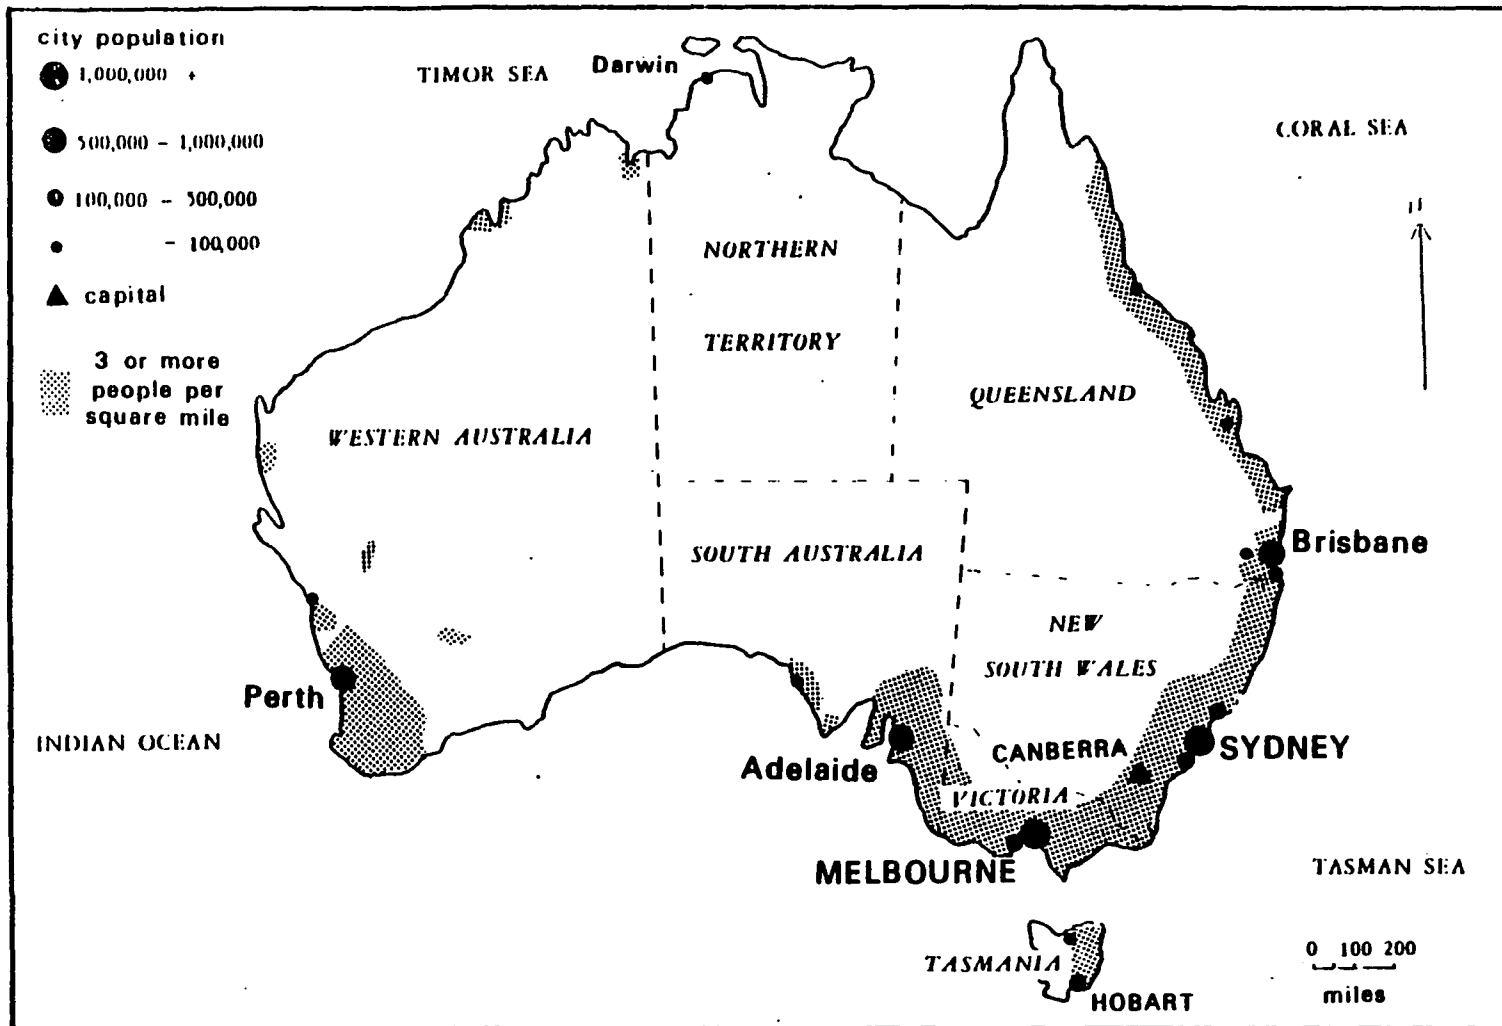 city population
1,000,000 +
500,000 - 1,000,000
100,000 - 500,000
- 100,000
capital
3 or more
people per
square mile
TIMOR SEA
Darwin
CORAL SEA
NORTHERN
TERRITORY
QUEENSLAND
WESTERN AUSTRALIA
SOUTH AUSTRALIA
Brisbane
NEW
SOUTH WALES
Perth
INDIAN OCEAN
Adelaide
CANBERRA
SYDNEY
VICTORIA
MELBOURNE
TASMAN SEA
TASMANIA
HOBART
0 100 200
miles